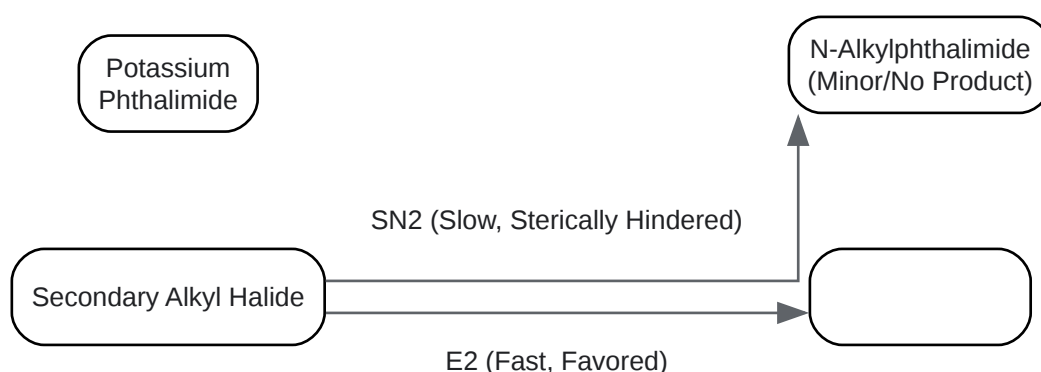 Potassium
Phthalimide
N-Alkylphthalimide
(Minor/No Product)
SN2 (Slow, Sterically Hindered)
Secondary Alkyl Halide
E2 (Fast, Favored)